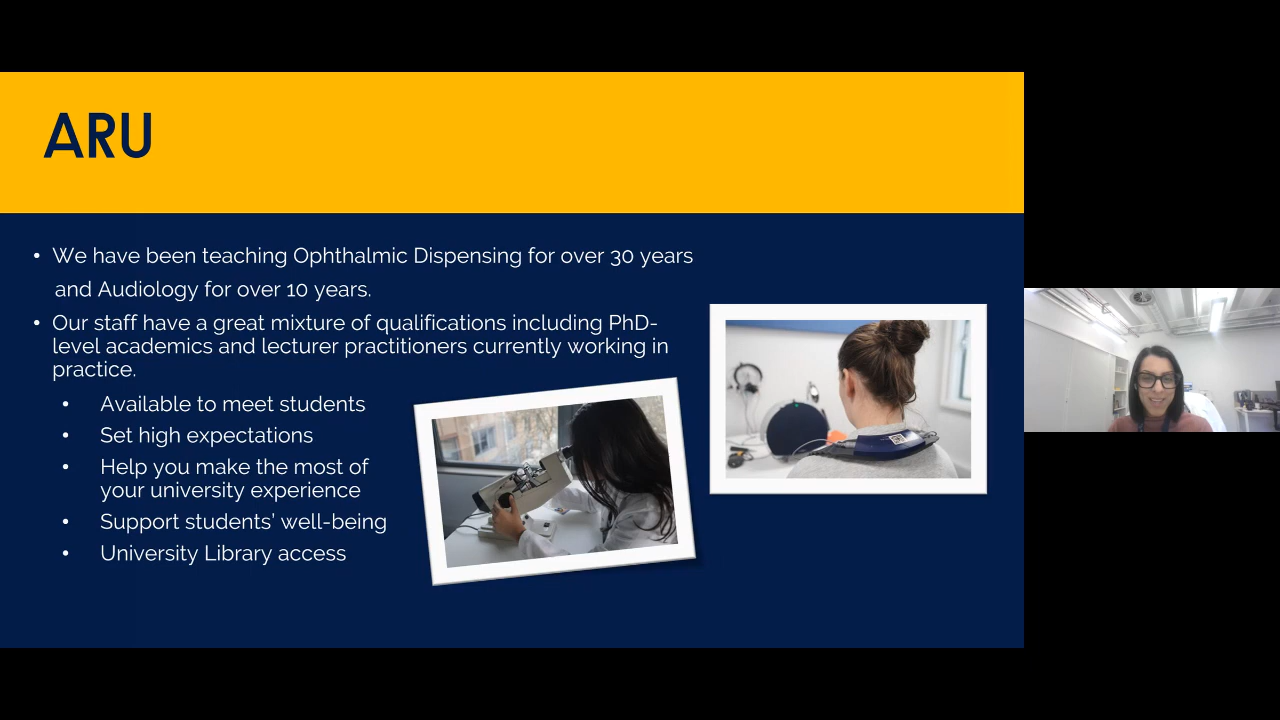 ARU
• We have been teaching Ophthalmic Dispensing for over 30 years
and Audiology for over 10 years.
• Our staff have a great mixture of qualifications including PhD-
level academics and lecturer practitioners currently working in
practice.
• Available to meet students
• Set high expectations
• Help you make the most of
your university experience
• Support students' well-being
• University Library access